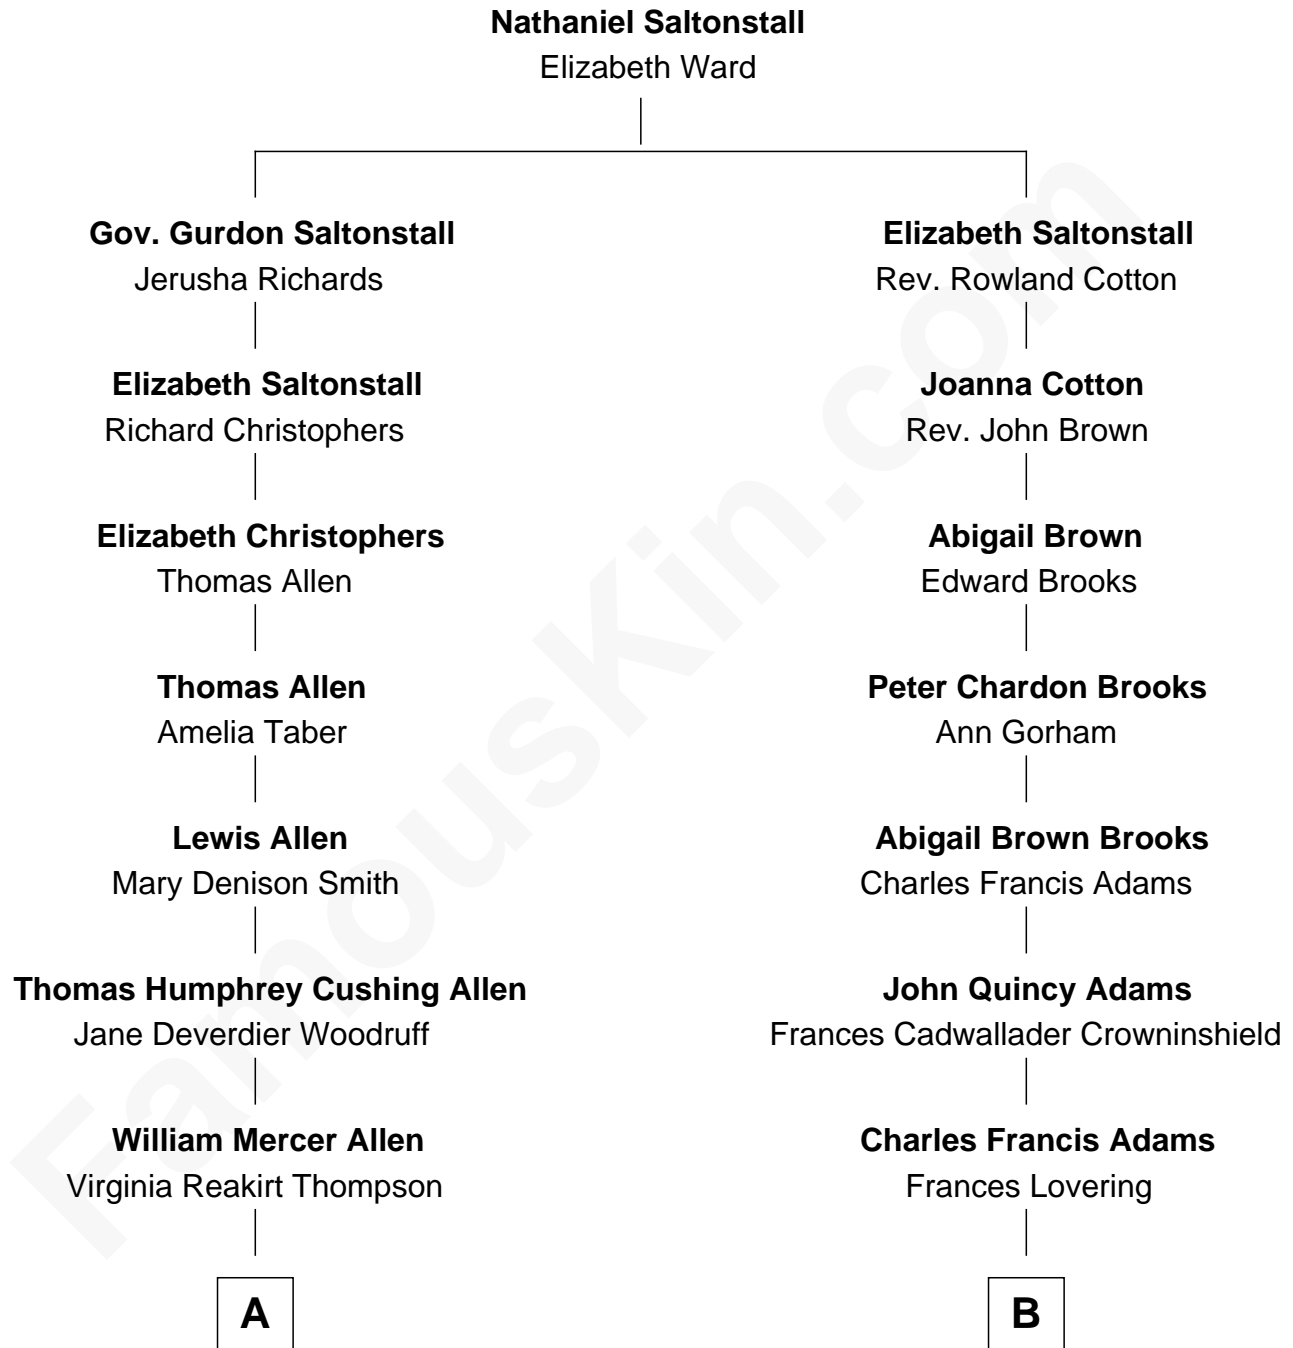 Nathaniel Saltonstall
Elizabeth Ward
Gov. Gurdon Saltonstall
Jerusha Richards
Elizabeth Saltonstall
Richard Christophers
Elizabeth Christophers
Thomas Allen
Thomas Allen
Amelia Taber
Lewis Allen
Mary Denison Smith
Thomas Humphrey Cushing Allen
Jane Deverdier Woodruff
William Mercer Allen
Virginia Reakirt Thompson
A
Elizabeth Saltonstall
Rev. Rowland Cotton
Joanna Cotton
Rev. John Brown
Abigail Brown
Edward Brooks
Peter Chardon Brooks
Ann Gorham
Abigail Brown Brooks
Charles Francis Adams
John Quincy Adams
Frances Cadwallader Crowninshield
Charles Francis Adams
Frances Lovering
B
FamousKin.com